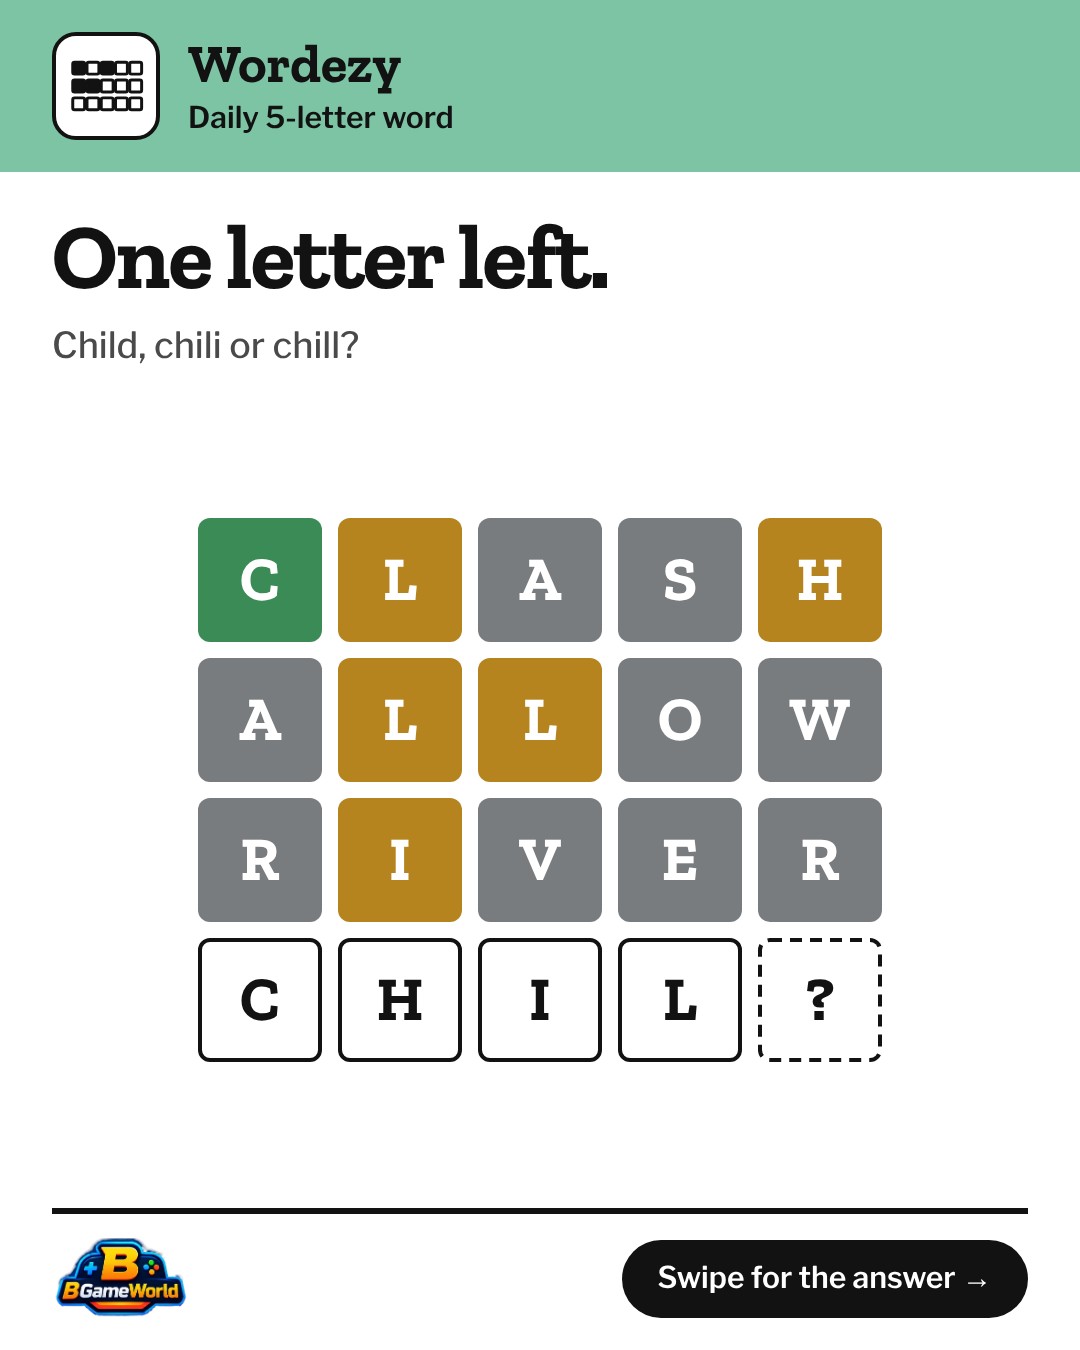 Wordezy
Daily 5-letter word
One letter left.
Child, chili or chill?
C L A S H
A L L O W
R I V E R
C H I L ?
B
BGameWorld
Swipe for the answer →